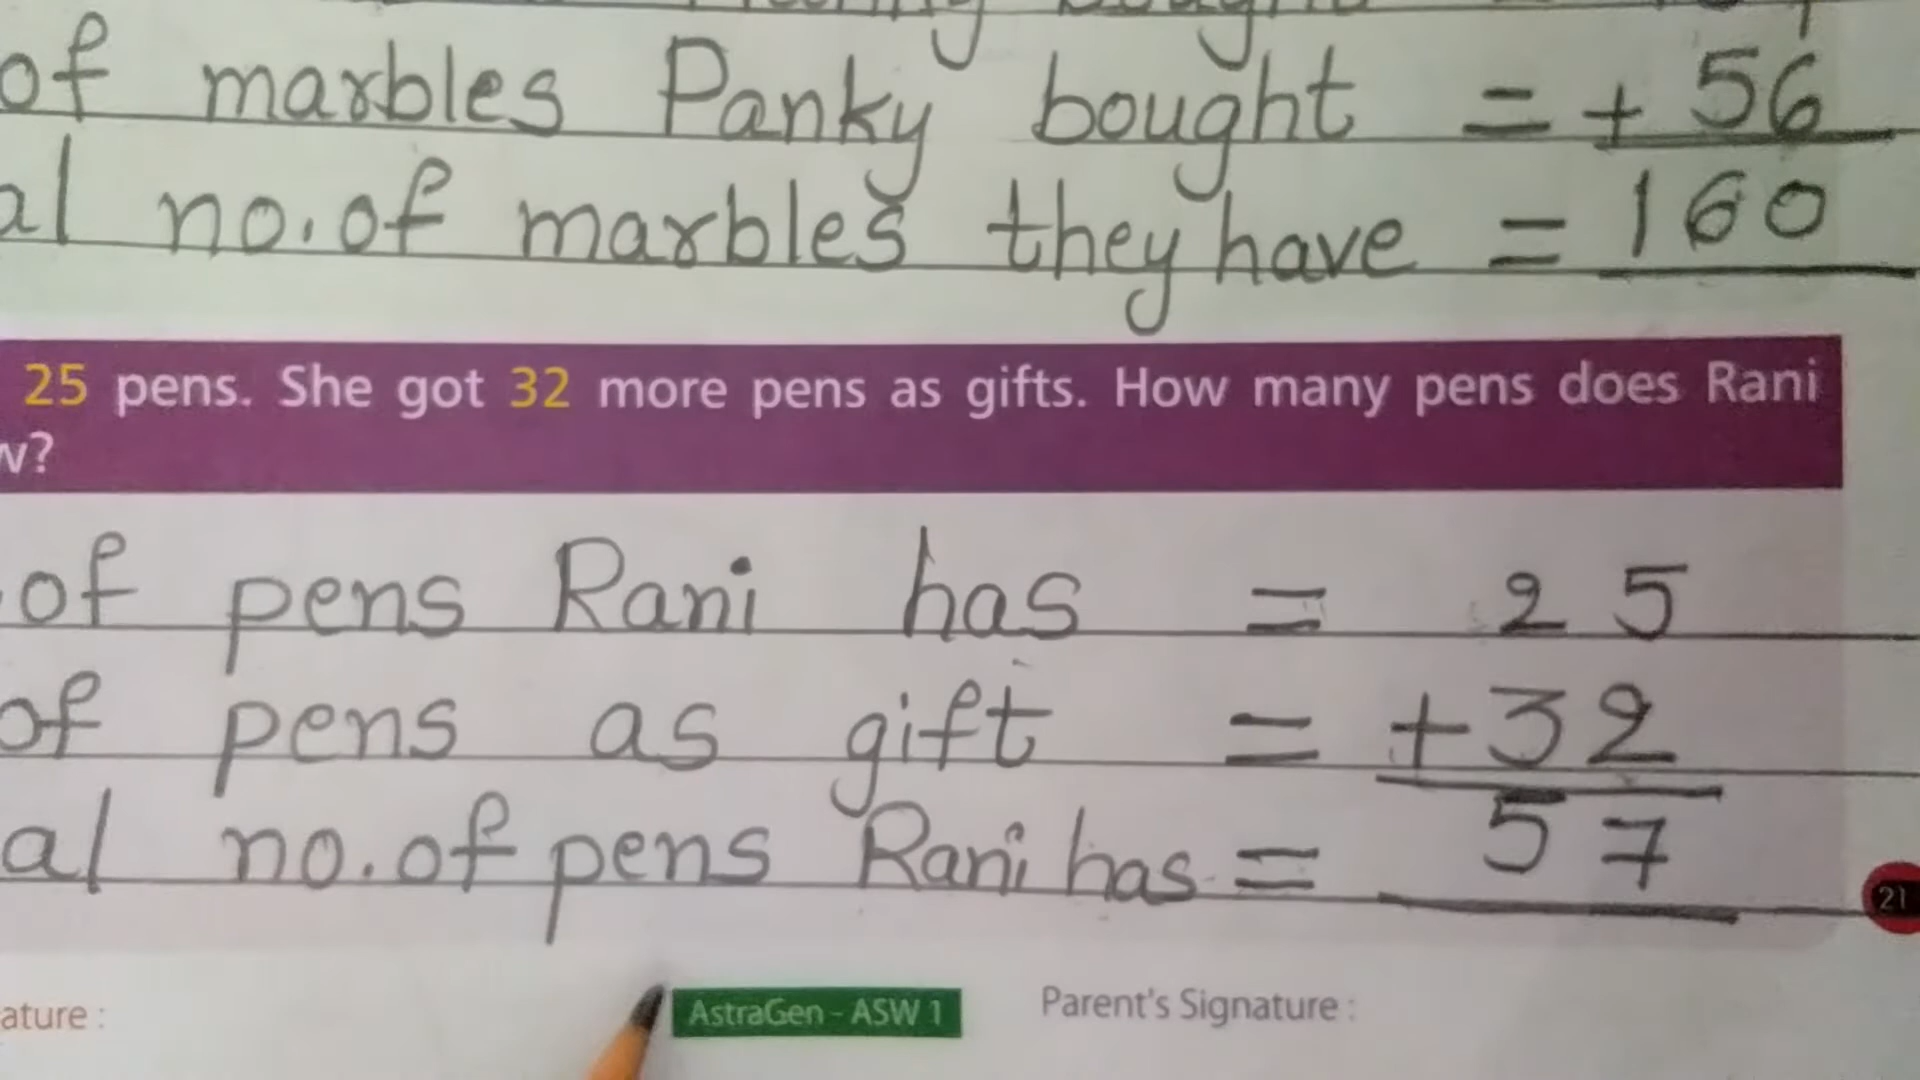 bought
of marbles Panky bought = + 56
al no. of marbles they have = 160
25 pens. She got 32 more pens as gifts. How many pens does Rani
w?
of pens Rani has = 25
of pens as gift = +32
al no. of pens Rani has = 57
21
ature : AstraGen - ASW 1 Parent's Signature :